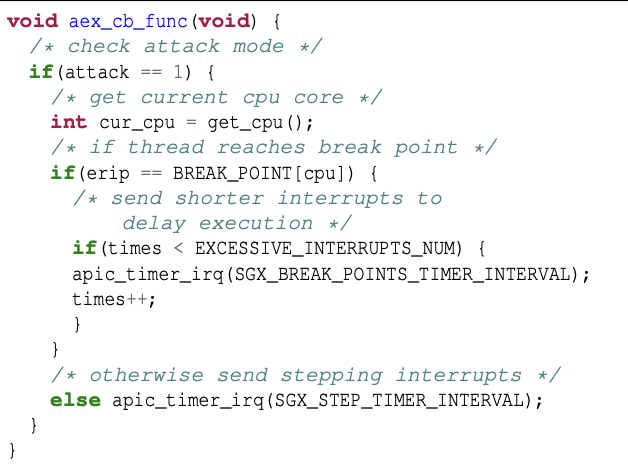 void aex_cb_func(void) {
/* check attack mode */
if(attack == 1) {
/* get current cpu core */
int cur_cpu = get_cpu();
/* if thread reaches break point */
if(erip == BREAK_POINT[cpu]) {
/* send shorter interrupts to
delay execution */
if(times < EXCESSIVE_INTERRUPTS_NUM) {
apic_timer_irq(SGX_BREAK_POINTS_TIMER_INTERVAL);
times++;
}
}
/* otherwise send stepping interrupts */
else apic_timer_irq(SGX_STEP_TIMER_INTERVAL);
}
}